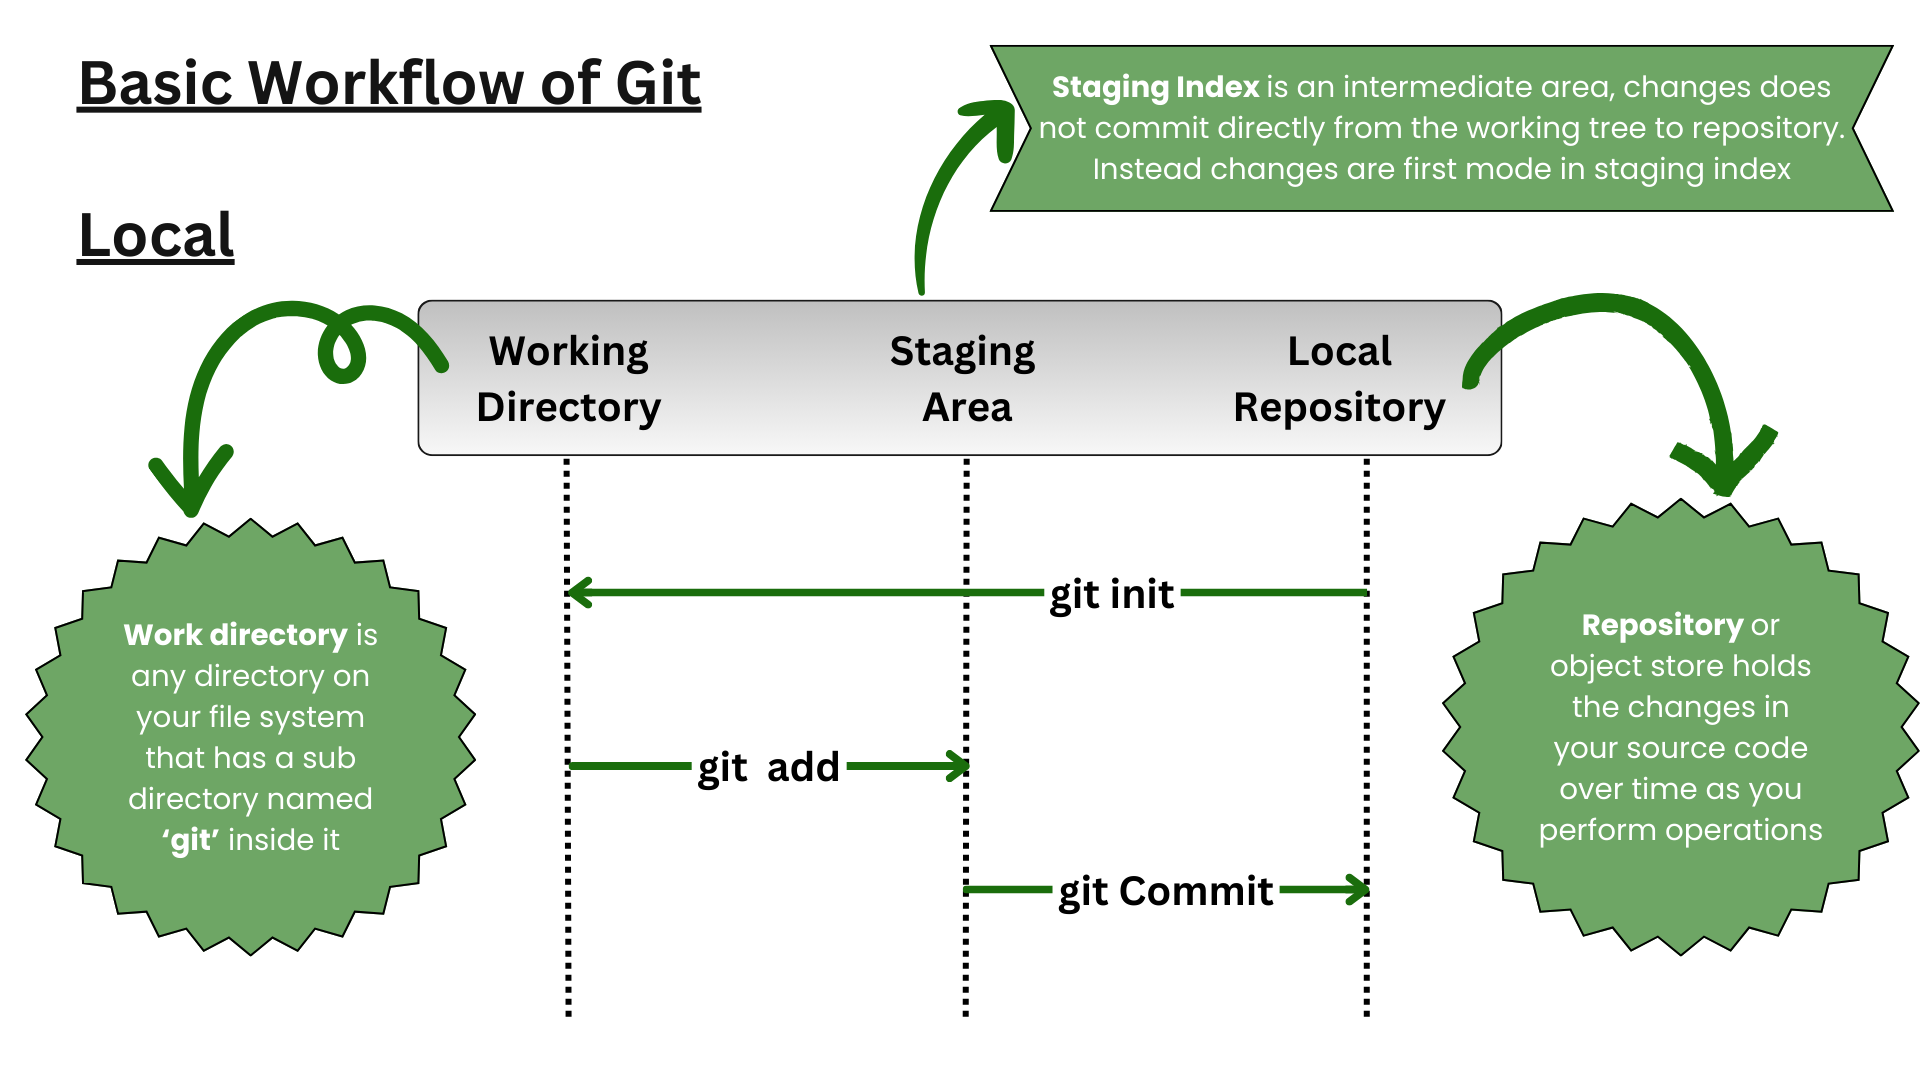 Basic Workflow of Git
Staging Index is an intermediate area, changes does
not commit directly from the working tree to repository.
Instead changes are first mode in staging index
Local
Working
Directory
Staging
Area
Local
Repository
git init
git  add
git Commit
Work directory is
any directory on
your file system
that has a sub
directory named
‘git’ inside it
Repository or
object store holds
the changes in
your source code
over time as you
perform operations